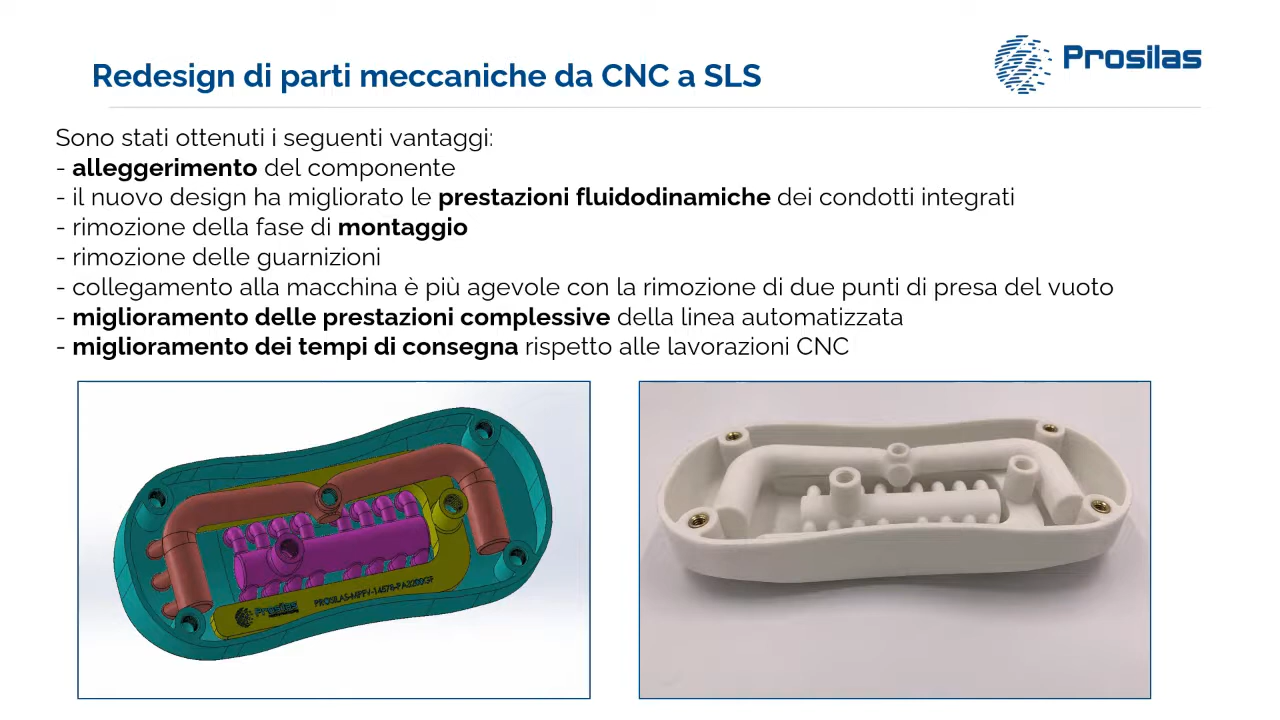 Redesign di parti meccaniche da CNC a SLS
Prosilas
Sono stati ottenuti i seguenti vantaggi:
- alleggerimento del componente
- il nuovo design ha migliorato le prestazioni fluidodinamiche dei condotti integrati
- rimozione della fase di montaggio
- rimozione delle guarnizioni
- collegamento alla macchina è più agevole con la rimozione di due punti di presa del vuoto
- miglioramento delle prestazioni complessive della linea automatizzata
- miglioramento dei tempi di consegna rispetto alle lavorazioni CNC
Prosilas